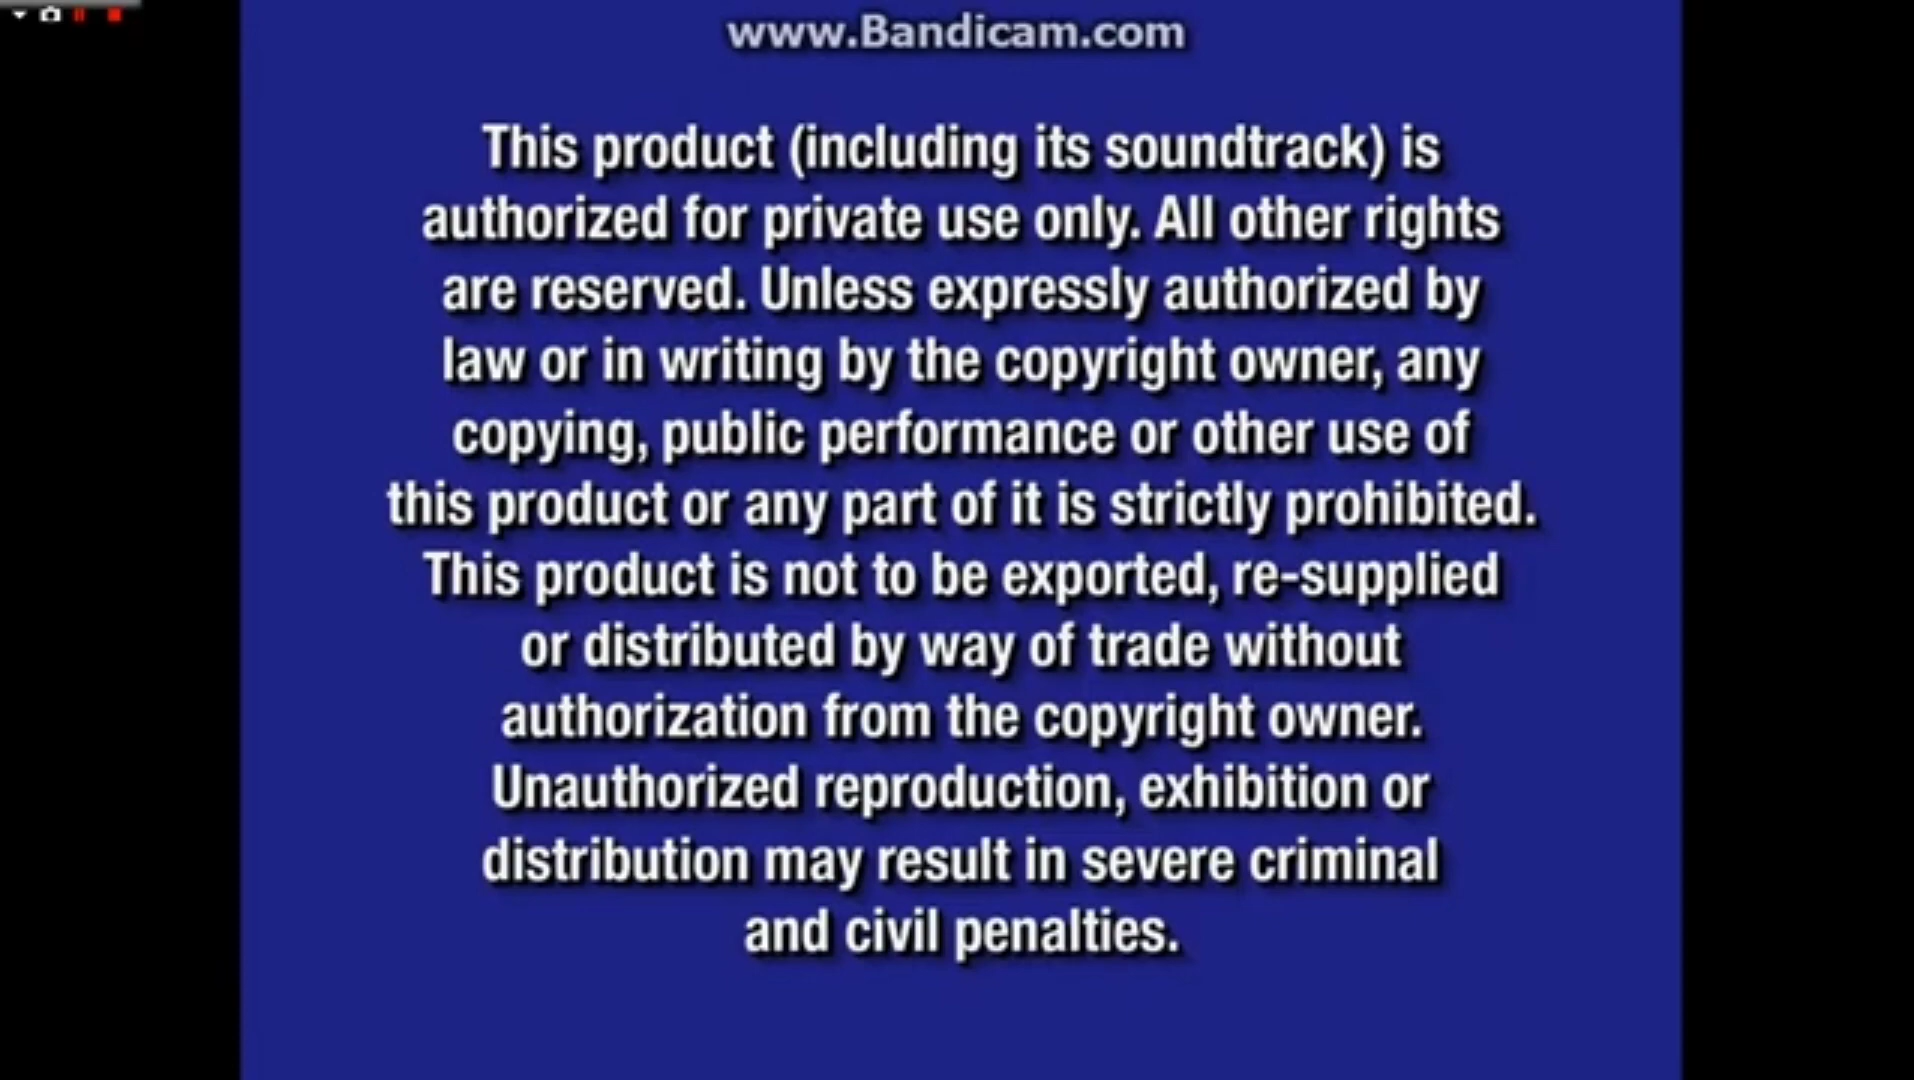 www.Bandicam.com
This product (including its soundtrack) is
authorized for private use only. All other rights
are reserved. Unless expressly authorized by
law or in writing by the copyright owner, any
copying, public performance or other use of
this product or any part of it is strictly prohibited.
This product is not to be exported, re-supplied
or distributed by way of trade without
authorization from the copyright owner.
Unauthorized reproduction, exhibition or
distribution may result in severe criminal
and civil penalties.